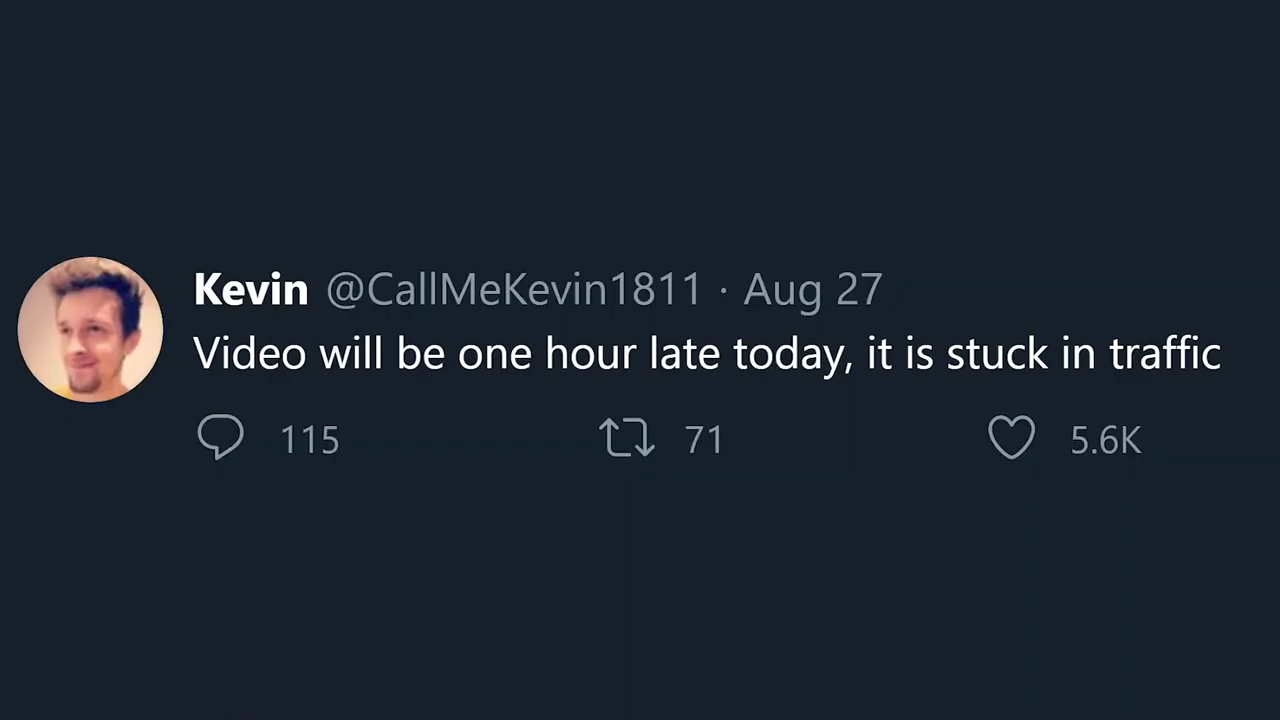 Kevin @CallMeKevin1811 · Aug 27
Video will be one hour late today, it is stuck in traffic
115 71 5.6K